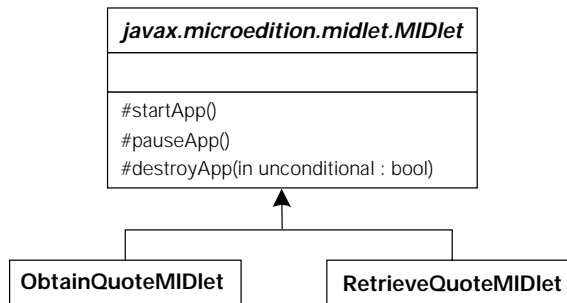 javax.microedition.midlet.MIDlet
#startApp()
#pauseApp()
#destroyApp(in unconditional : bool)
ObtainQuoteMIDlet
RetrieveQuoteMIDlet